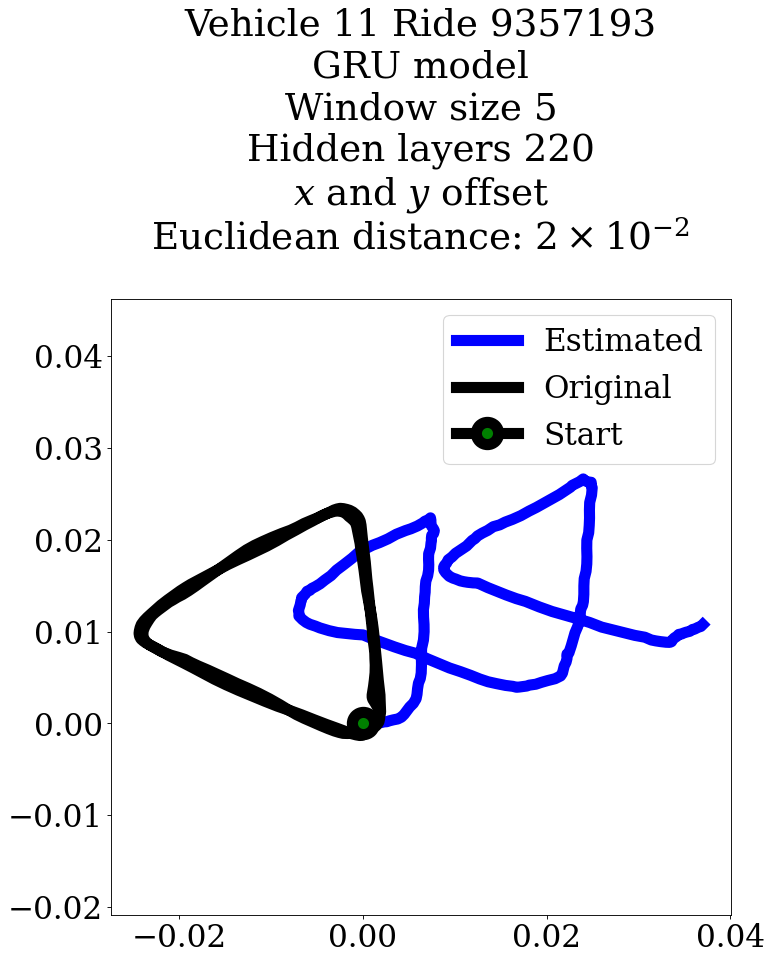 Vehicle 11 Ride 9357193
GRU model
Window size 5
Hidden layers 220
x and y offset
Euclidean distance: 2 × 10⁻²
Estimated
Original
Start
0.04
0.03
0.02
0.01
0.00
−0.01
−0.02
−0.02 0.00 0.02 0.04